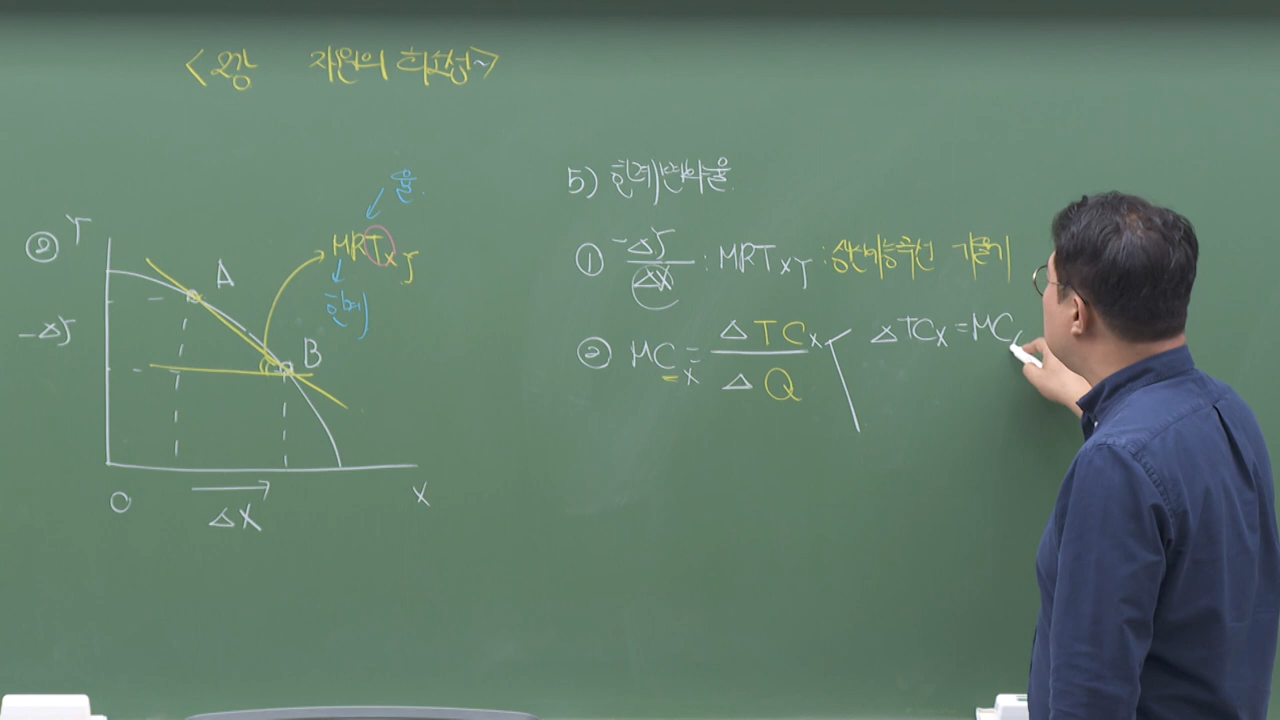 <2강 자원의 희소성~>
② Y
-ΔY
A
B
O
ΔX
X
율
MRTxy
한계
5) 한계변환율
① -ΔY/ΔX : MRTxy : 생산가능곡선 기울기
② MCx = ΔTCx/ΔQ
ΔTCx = MC